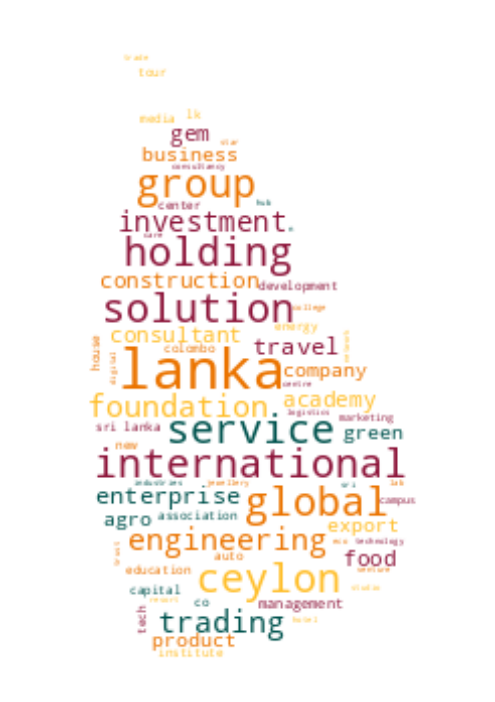 trade
tour
media lk
gem star
business
consultancy
group
center hub
investment.
care
holding
construction development
solution college
energy
consultant
house colombo travel network
digital lanka company
centre
foundation academy
logistics marketing
sri lanka service green
new
international
industries jewellery sri lab
enterprise global campus
agro association
export
engineering eco technology
trust auto food
education venture
ceylon
capital studio
resort co management
tech trading hotel
product
institute